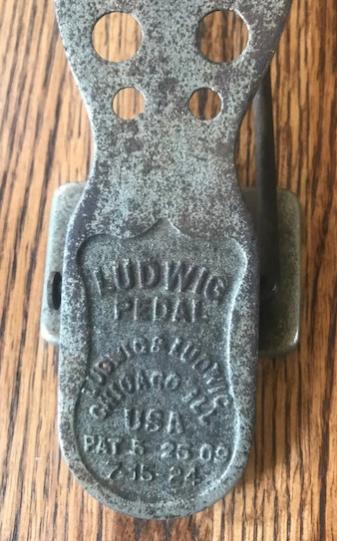 LUDWIG
PEDAL
LUDWIG & LUDWIG
CHICAGO ILL
USA
PAT 5 25 09
7-15-24